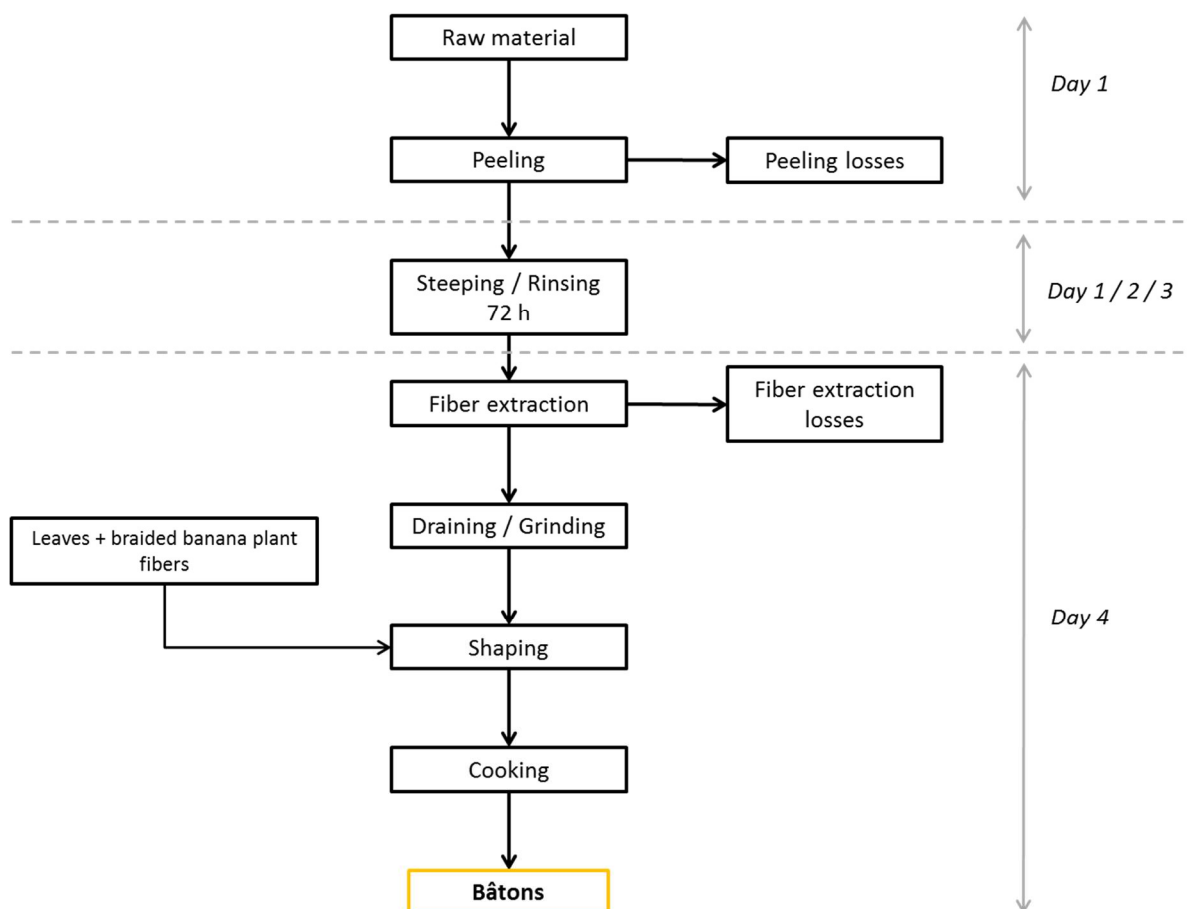 Raw material
Day 1
Peeling
Peeling losses
Steeping / Rinsing
72 h
Day 1 / 2 / 3
Fiber extraction
Fiber extraction
losses
Draining / Grinding
Leaves + braided banana plant
fibers
Day 4
Shaping
Cooking
Bâtons